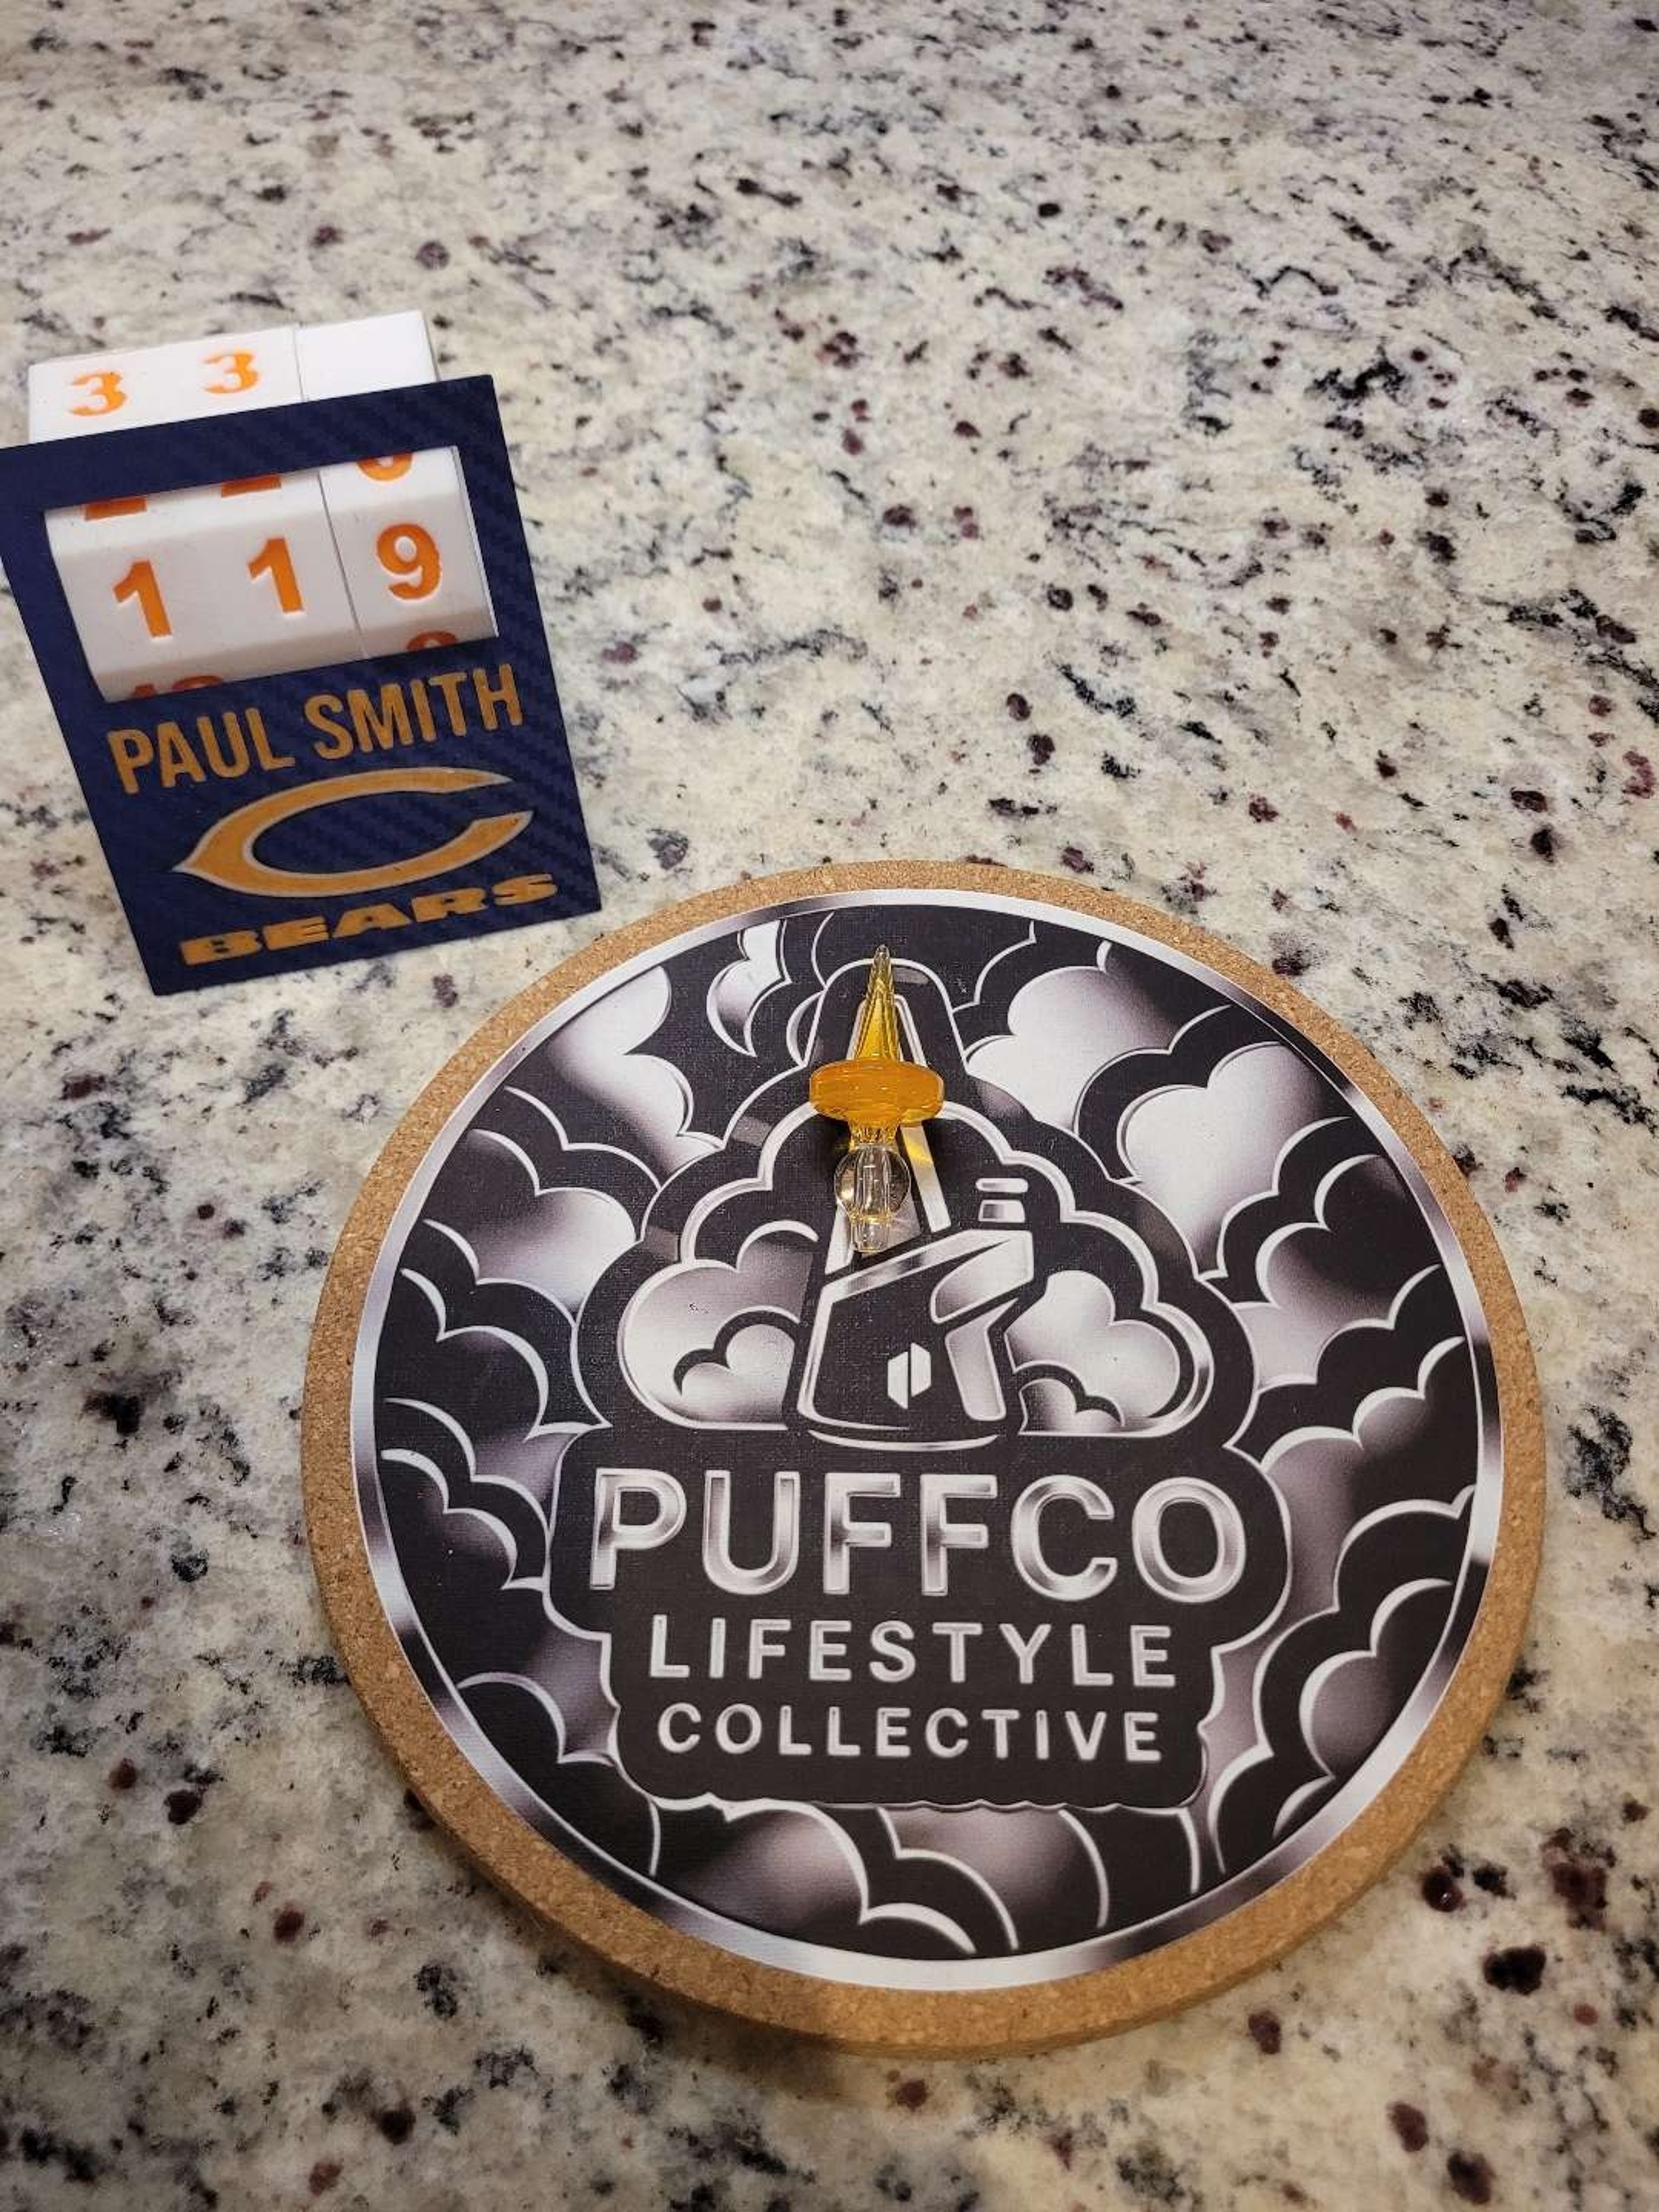 3 3
1 1 9
PAUL SMITH
BEARS
PUFFCO
LIFESTYLE
COLLECTIVE